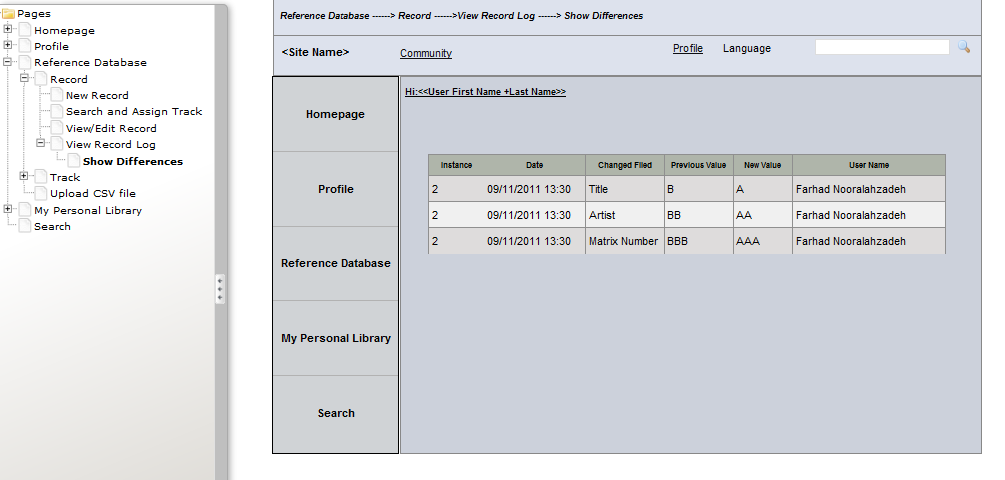 Pages
Homepage
Profile
Reference Database
Record
New Record
Search and Assign Track
View/Edit Record
View Record Log
Show Differences
Track
Upload CSV file
My Personal Library
Search
Reference Database ------> Record ------>View Record Log ------> Show Differences
<Site Name> Community Profile Language
Homepage
Profile
Reference Database
My Personal Library
Search
Hi:<<User First Name +Last Name>>
Instance Date Changed Filed Previous Value New Value User Name
2 09/11/2011 13:30 Title B A Farhad Nooralahzadeh
2 09/11/2011 13:30 Artist BB AA Farhad Nooralahzadeh
2 09/11/2011 13:30 Matrix Number BBB AAA Farhad Nooralahzadeh